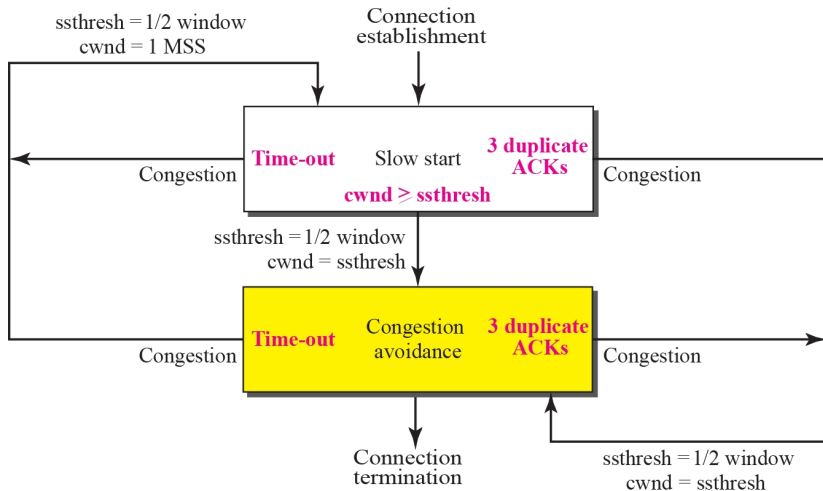 ssthresh = 1/2 window
cwnd = 1 MSS
Connection
establishment
Time-out
Slow start
3 duplicate
ACKs
cwnd ≥ ssthresh
Congestion
Congestion
ssthresh = 1/2 window
cwnd = ssthresh
Time-out
Congestion
avoidance
3 duplicate
ACKs
Congestion
Congestion
Connection
termination
ssthresh = 1/2 window
cwnd = ssthresh